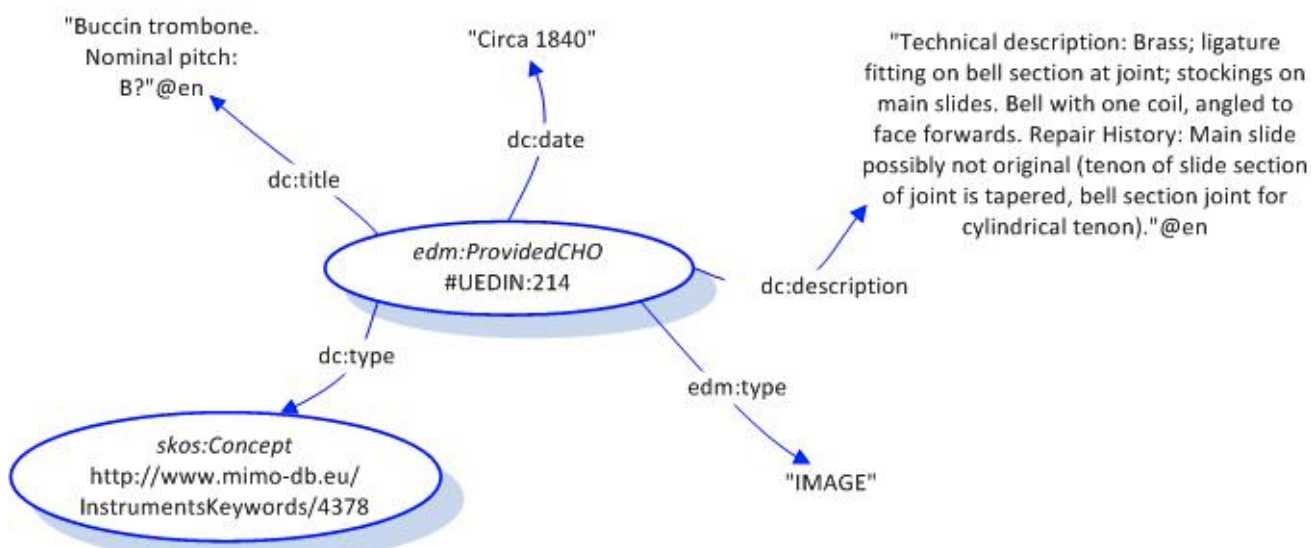 "Buccin trombone.
Nominal pitch:
B?"@en
"Circa 1840"
"Technical description: Brass; ligature
fitting on bell section at joint; stockings on
main slides. Bell with one coil, angled to
face forwards. Repair History: Main slide
possibly not original (tenon of slide section
of joint is tapered, bell section joint for
cylindrical tenon)."@en
dc:date
dc:title
edm:ProvidedCHO
#UEDIN:214
dc:description
dc:type
edm:type
skos:Concept
http://www.mimo-db.eu/
InstrumentsKeywords/4378
"IMAGE"